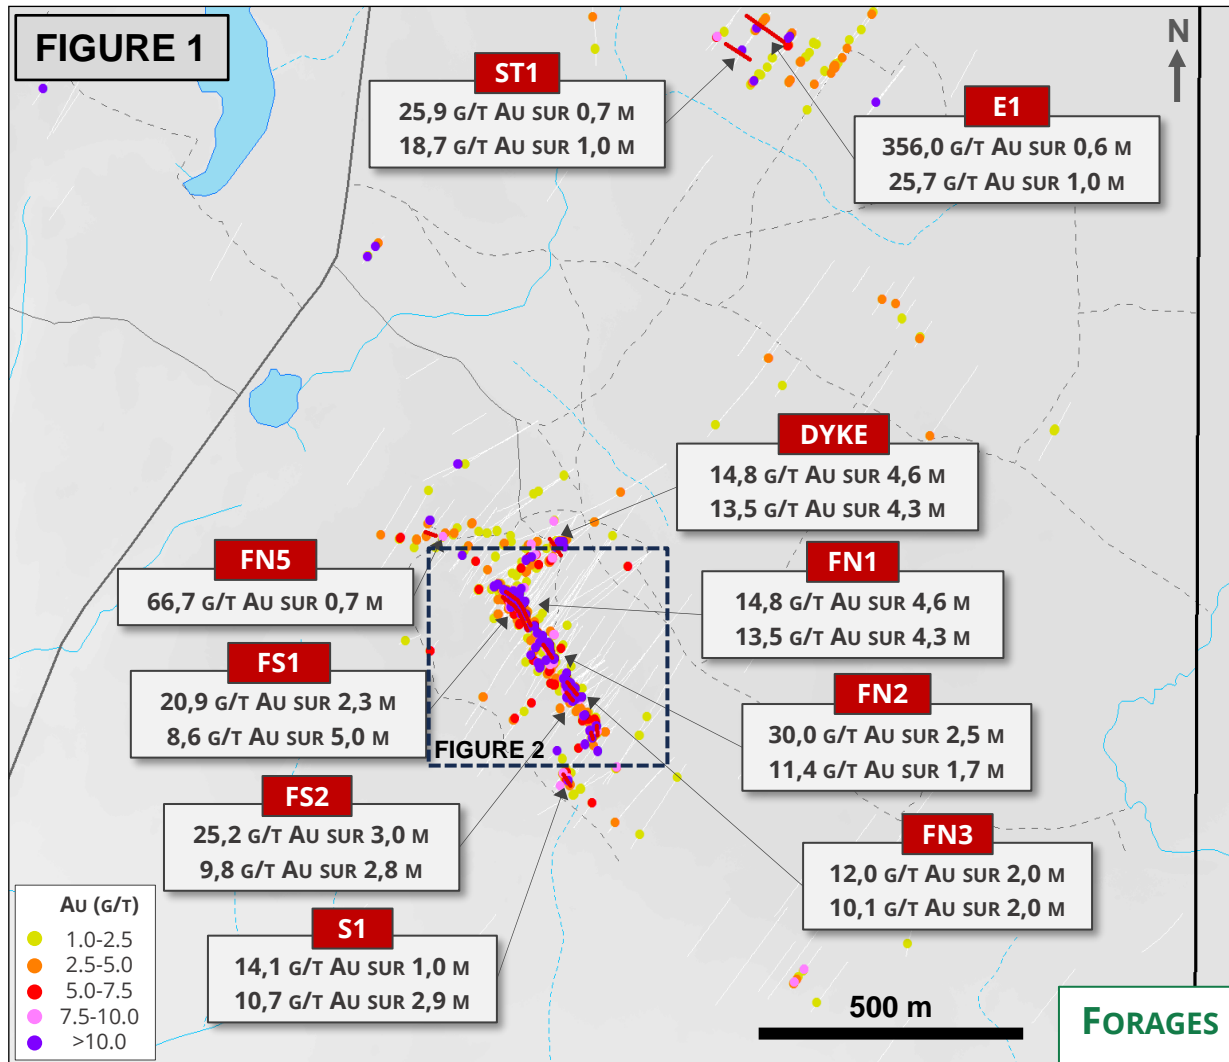 FIGURE 1
N
ST1
25,9 G/T AU SUR 0,7 M
18,7 G/T AU SUR 1,0 M
E1
356,0 G/T AU SUR 0,6 M
25,7 G/T AU SUR 1,0 M
DYKE
14,8 G/T AU SUR 4,6 M
13,5 G/T AU SUR 4,3 M
FN5
66,7 G/T AU SUR 0,7 M
FN1
14,8 G/T AU SUR 4,6 M
13,5 G/T AU SUR 4,3 M
FS1
20,9 G/T AU SUR 2,3 M
8,6 G/T AU SUR 5,0 M
FN2
30,0 G/T AU SUR 2,5 M
11,4 G/T AU SUR 1,7 M
FIGURE 2
FS2
25,2 G/T AU SUR 3,0 M
9,8 G/T AU SUR 2,8 M
FN3
12,0 G/T AU SUR 2,0 M
10,1 G/T AU SUR 2,0 M
S1
14,1 G/T AU SUR 1,0 M
10,7 G/T AU SUR 2,9 M
AU (G/T)
1.0-2.5
2.5-5.0
5.0-7.5
7.5-10.0
>10.0
500 m
FORAGES